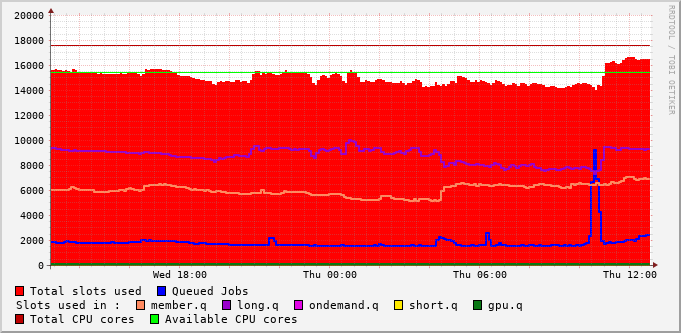 RRDTOOL / TOBI OETIKER
20000
18000
16000
14000
12000
10000
8000
6000
4000
2000
0
Wed 18:00 Thu 00:00 Thu 06:00 Thu 12:00
Total slots used Queued Jobs
Slots used in : member.q long.q ondemand.q short.q gpu.q
Total CPU cores Available CPU cores